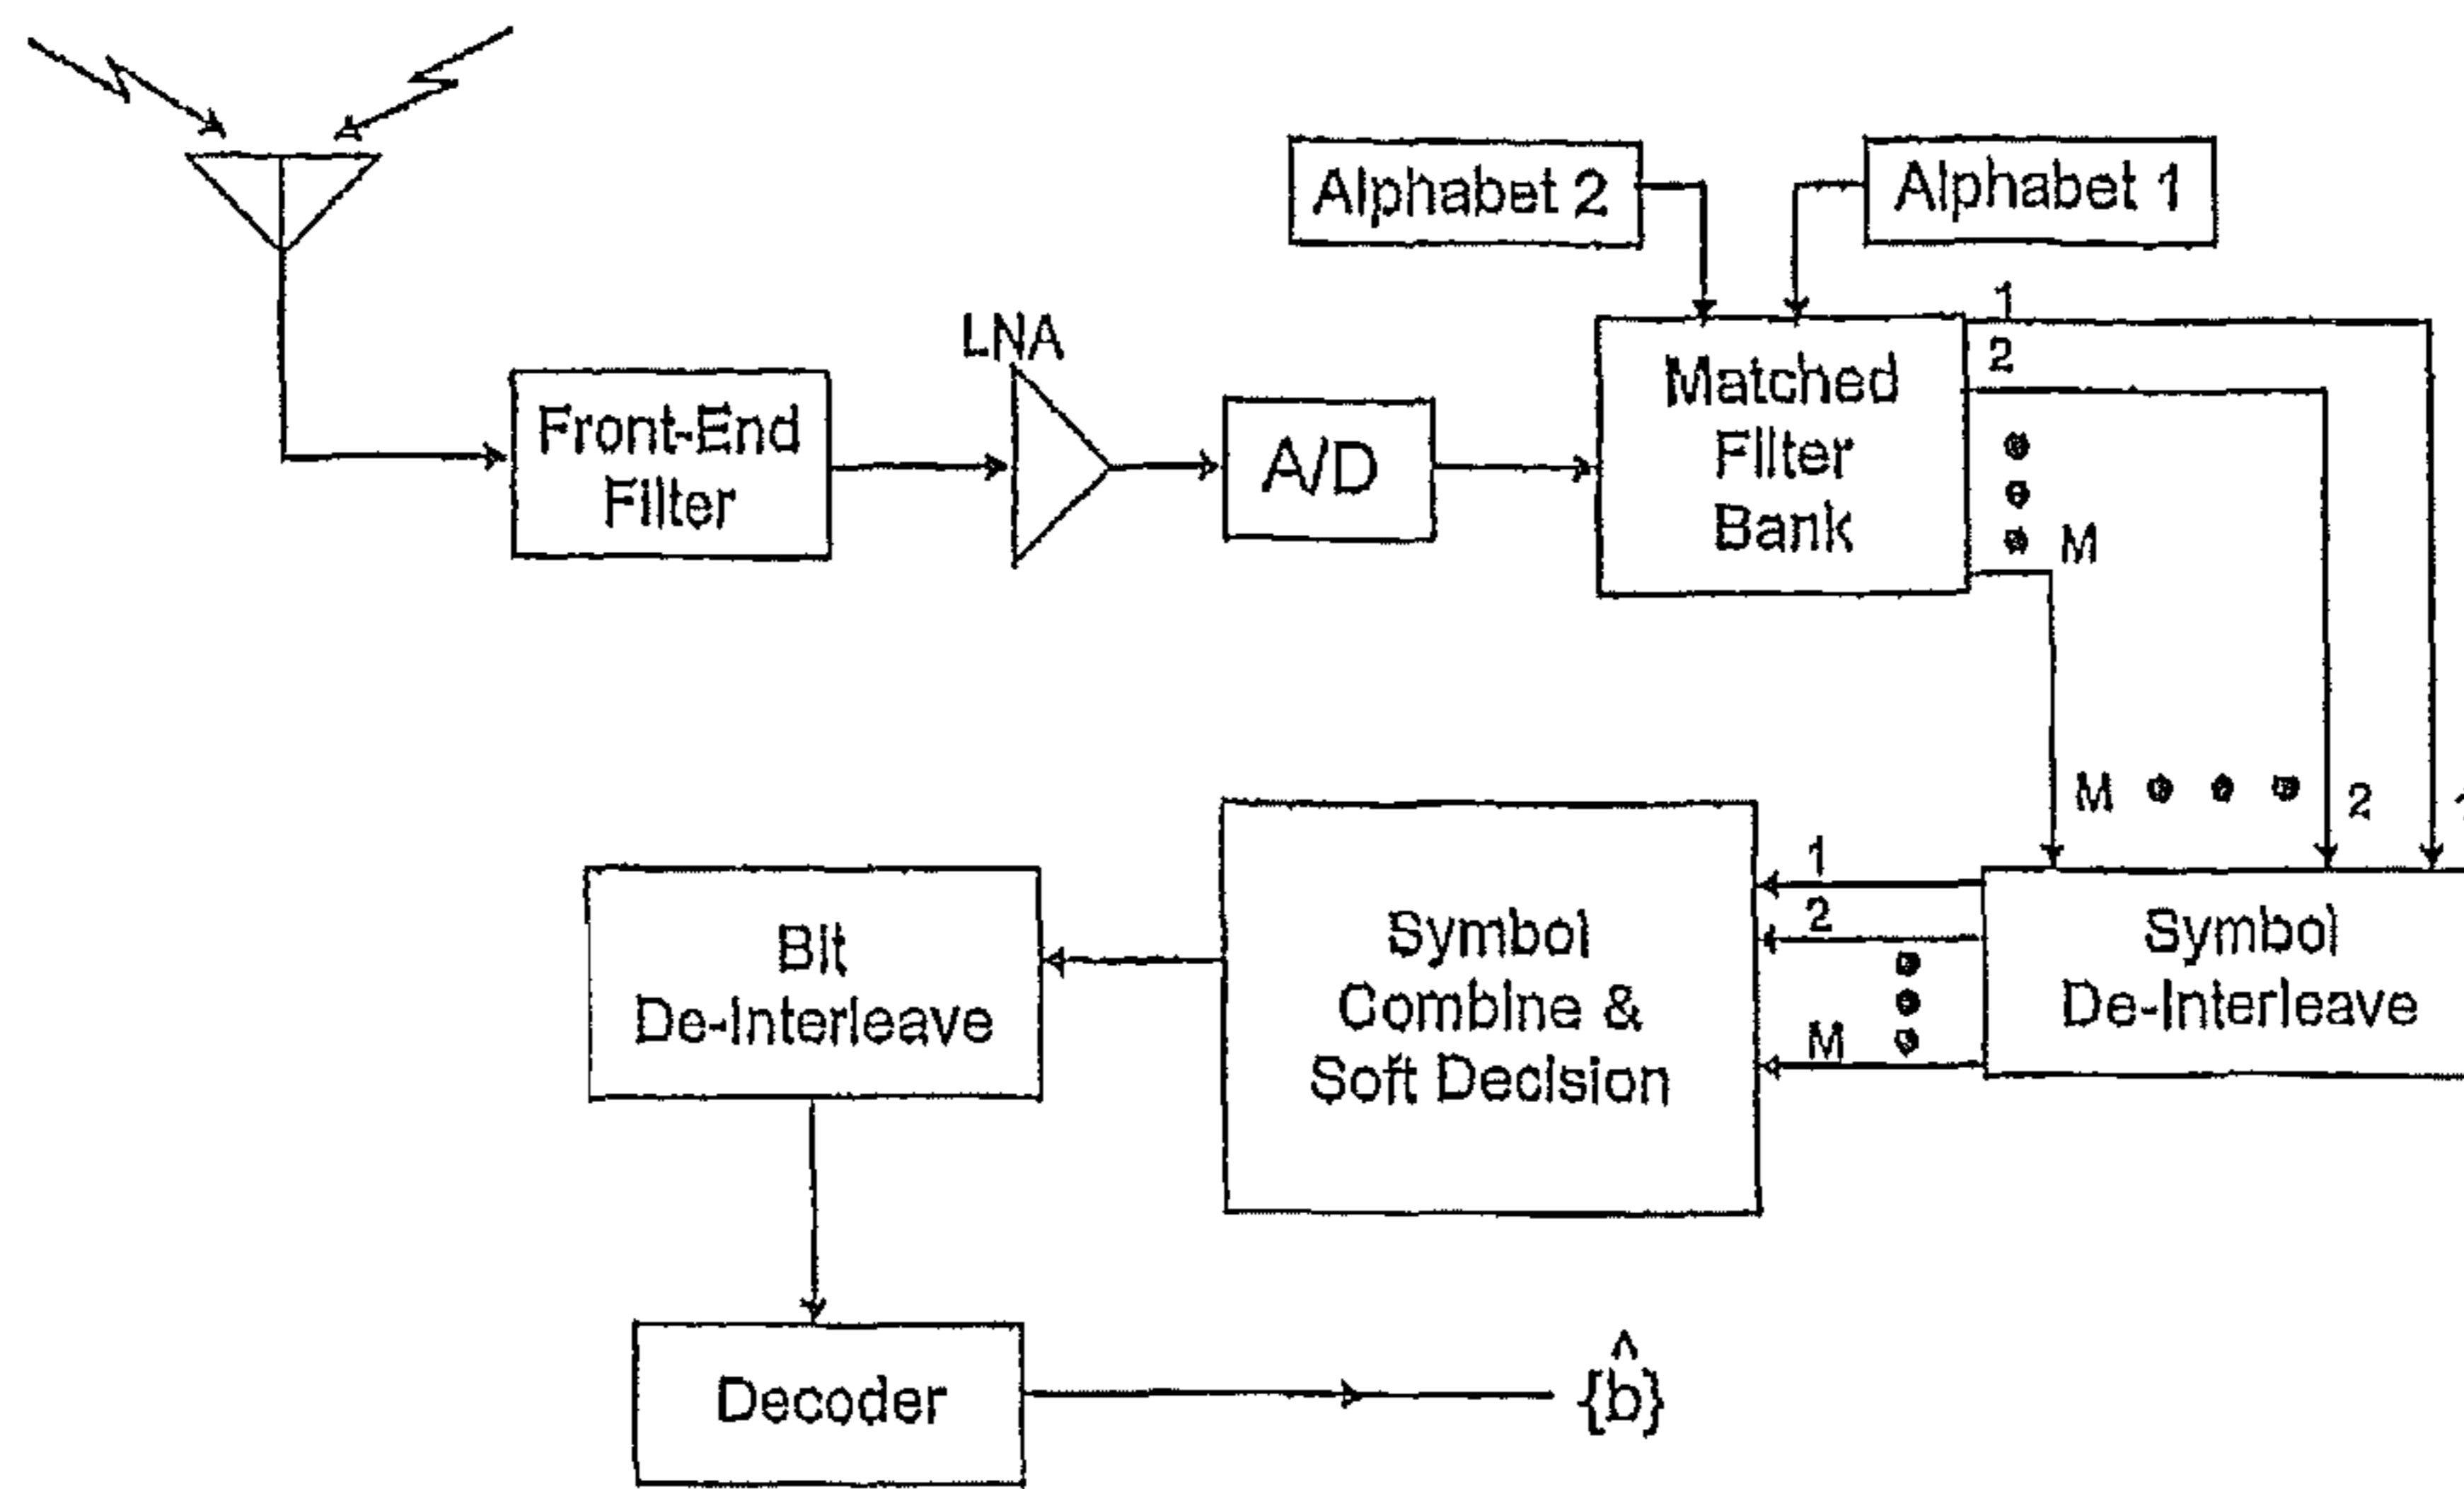 Alphabet 2
Alphabet 1
LNA
Front-End
Filter
A/D
Matched
Filter
Bank
1
2
M
M
2
1
2
M
Symbol
De-Interleave
Symbol
Combine &
Soft Decision
Bit
De-Interleave
Decoder
{b̂}